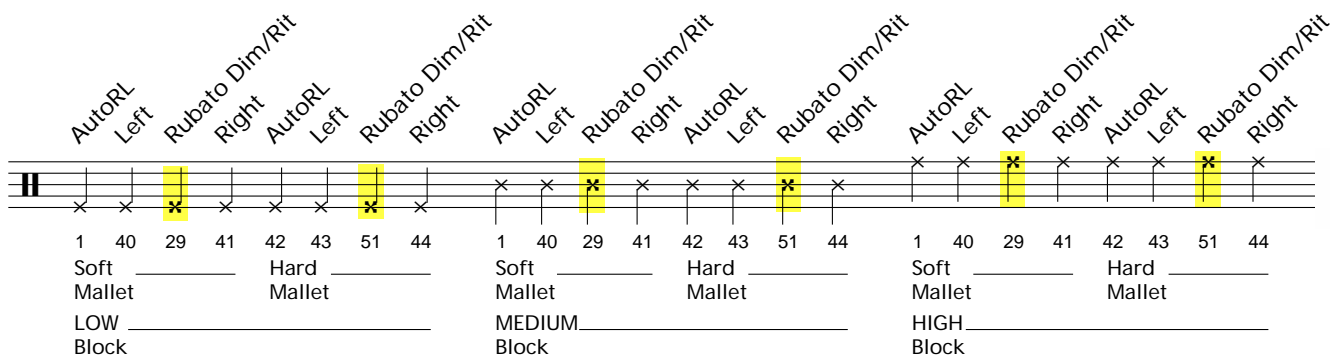 AutoRL Left Rubato Dim/Rit Right AutoRL Left Rubato Dim/Rit Right AutoRL Left Rubato Dim/Rit Right AutoRL Left Rubato Dim/Rit Right AutoRL Left Rubato Dim/Rit Right AutoRL Left Rubato Dim/Rit Right
1 40 29 41 42 43 51 44 1 40 29 41 42 43 51 44 1 40 29 41 42 43 51 44
Soft Hard Soft Hard Soft Hard
Mallet Mallet Mallet Mallet Mallet Mallet
LOW MEDIUM HIGH
Block Block Block